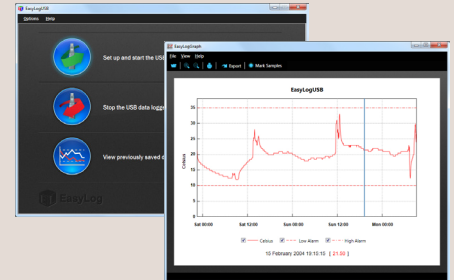 EasyLogUSB
Options Help
Set up and start the USB
Stop the USB data logge
View previously saved d
EasyLog
EasyLogGraph
File View Help
Export Mark Samples
EasyLogUSB
Celsius
35
30
25
20
15
10
5
0
Sat 00:00 Sat 12:00 Sun 00:00 Sun 12:00 Mon 00:00
Celsius Low Alarm High Alarm
15 February 2004 19:10:10 [ 21.50 ]